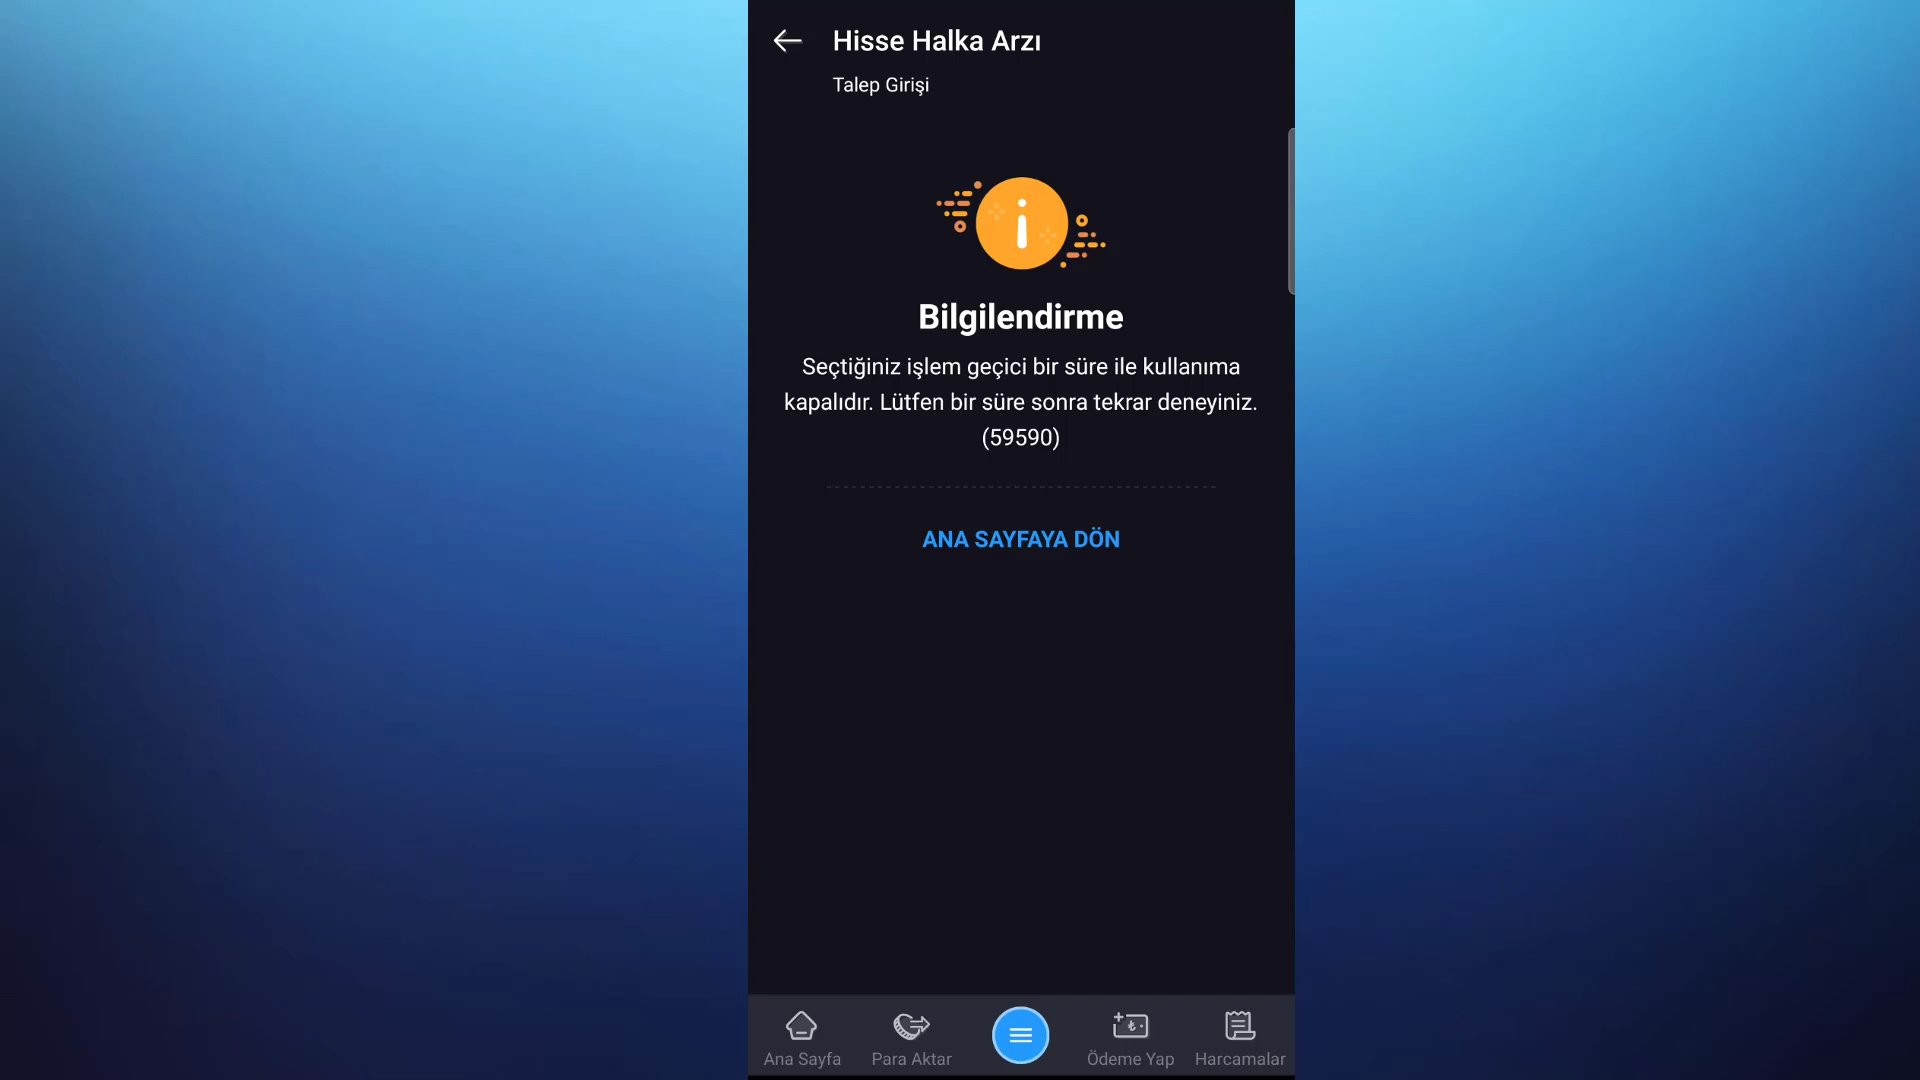 Hisse Halka Arzı
Talep Girişi
Bilgilendirme
Seçtiğiniz işlem geçici bir süre ile kullanıma
kapalıdır. Lütfen bir süre sonra tekrar deneyiniz.
(59590)
ANA SAYFAYA DÖN
Ana Sayfa
Para Aktar
Ödeme Yap
Harcamalar